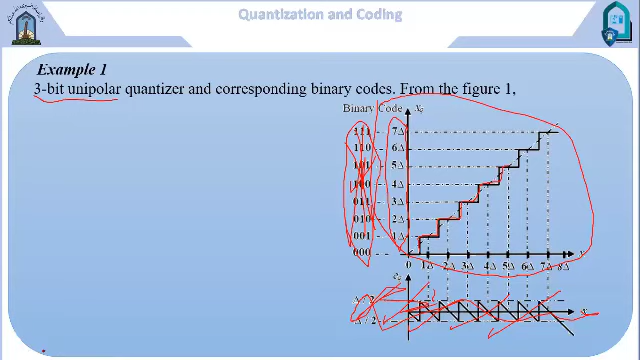 Quantization and Coding
Example 1
3-bit unipolar quantizer and corresponding binary codes. From the figure 1,
Binary Code x
111 7Δ
110 6Δ
101 5Δ
100 4Δ
011 3Δ
010 2Δ
001 1Δ
000
0 1Δ 2Δ 3Δ 4Δ 5Δ 6Δ 7Δ 8Δ x
e
Δ / 2
x
Δ / 2